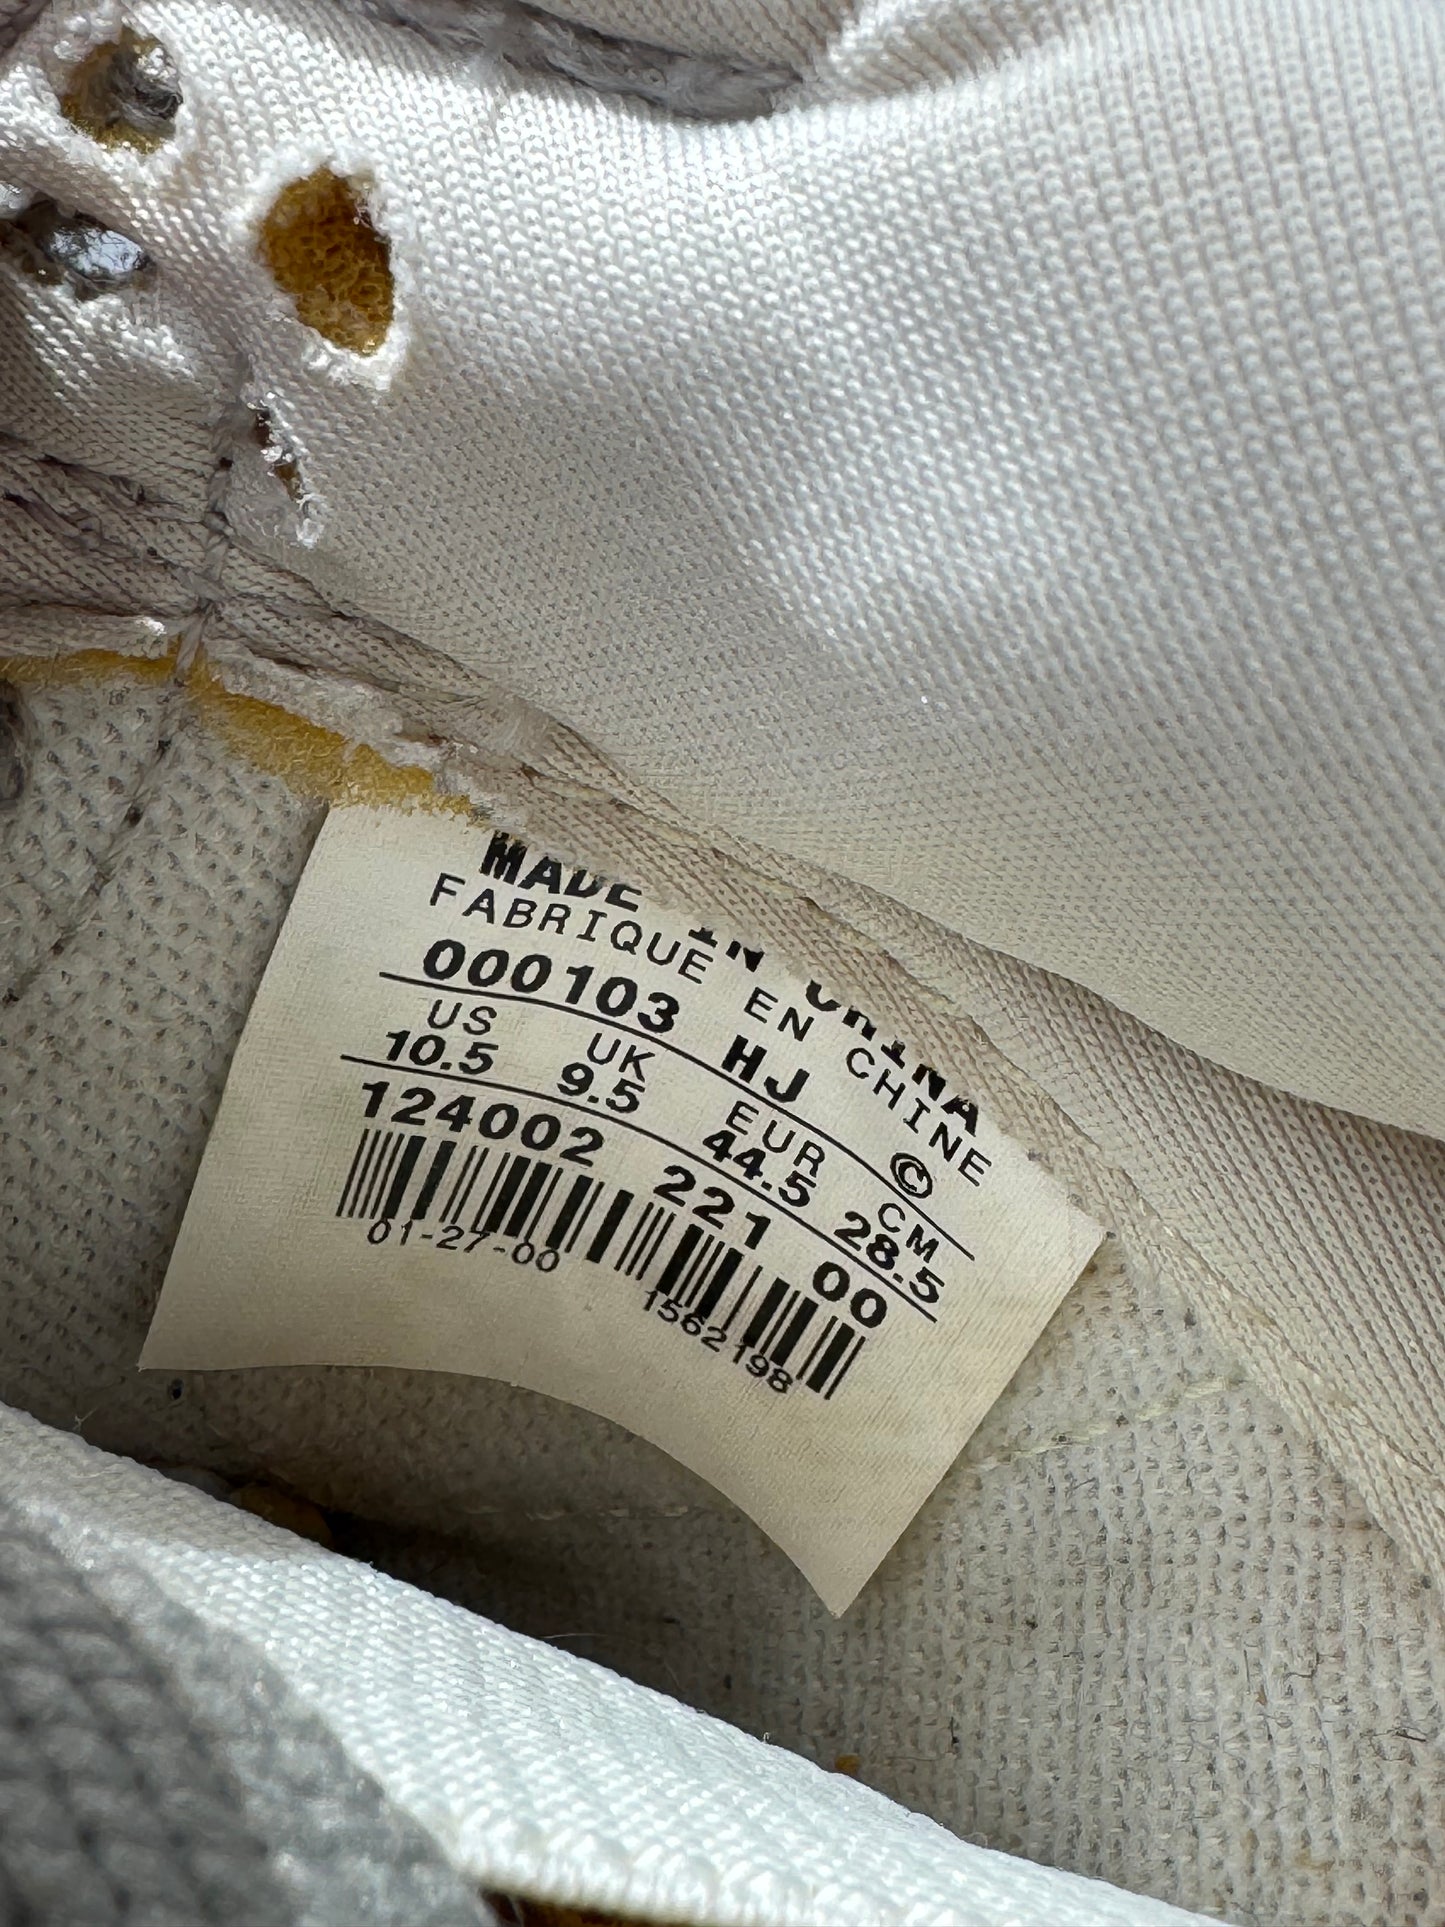 MADE IN CHINA
FABRIQUE EN CHINE
000103 HJ ©
US UK EUR CM
10.5 9.5 44.5 28.5
124002 221 00
01-27-00 1562198